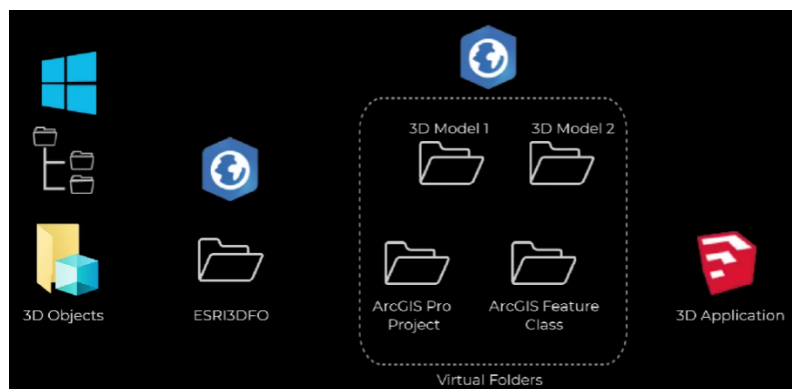 3D Model 1
3D Model 2
3D Objects
ESRI3DFO
ArcGIS Pro
Project
ArcGIS Feature
Class
3D Application
Virtual Folders